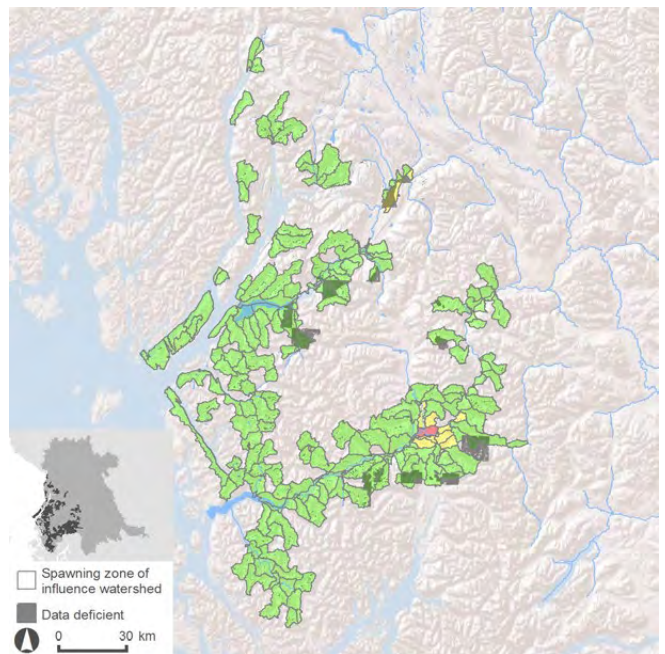 Spawning zone of
influence watershed
Data deficient
0 30 km